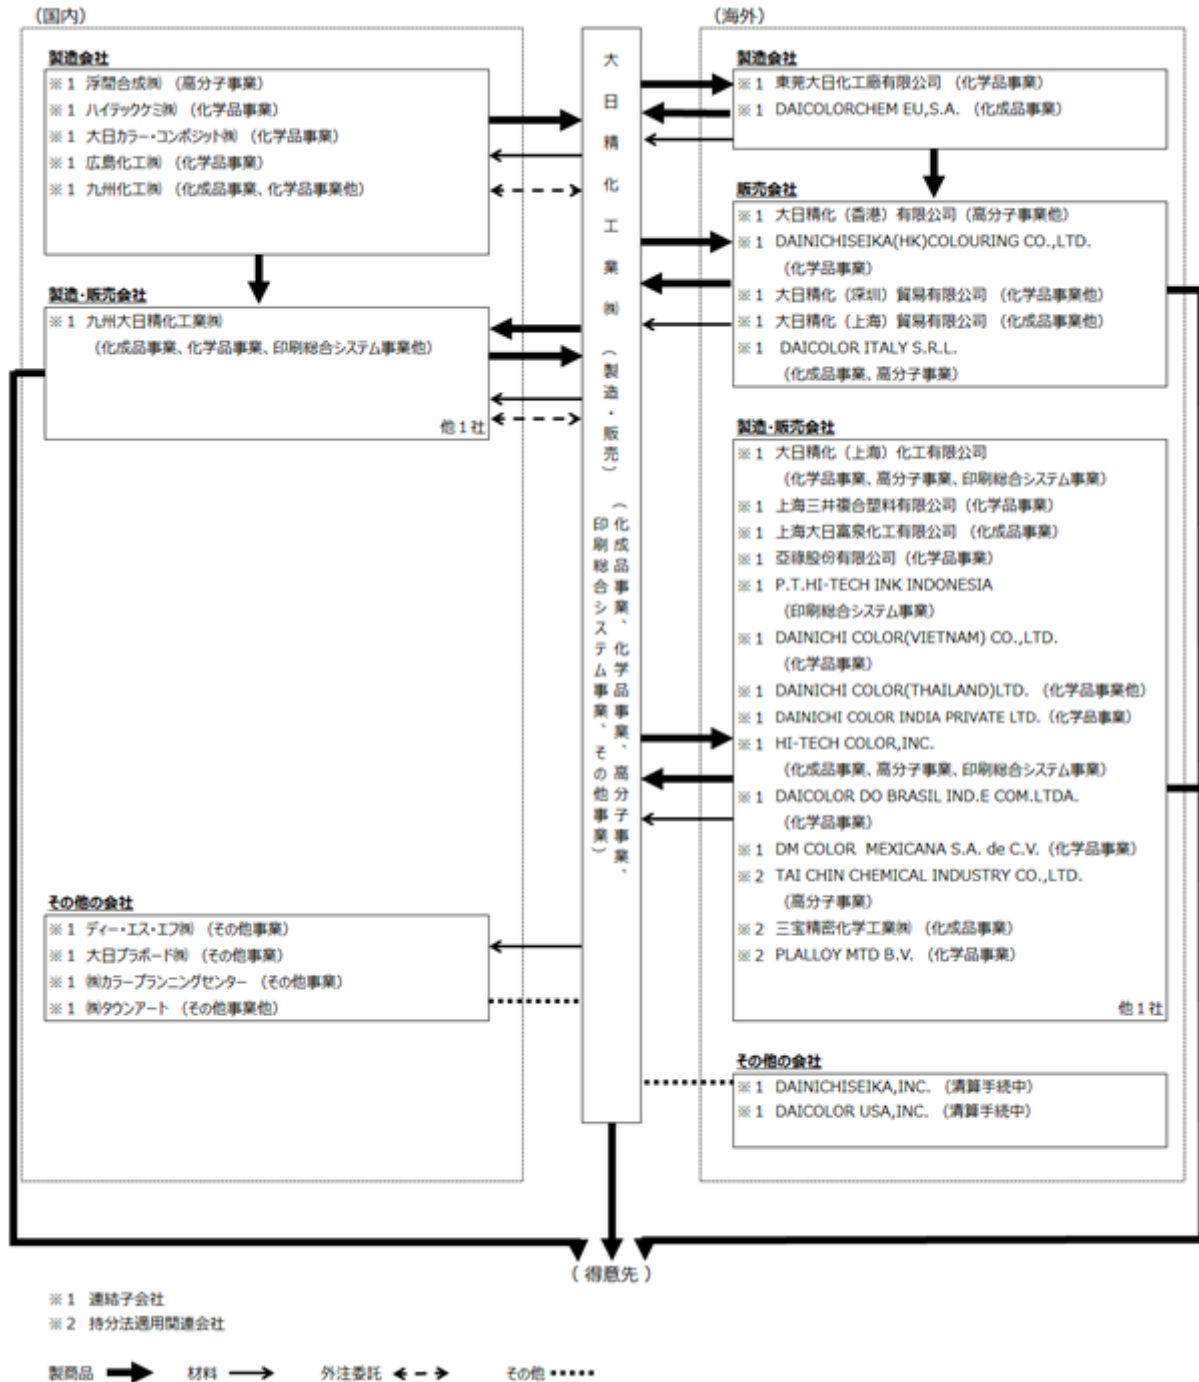 (国内)
製造会社
※1 浮間合成㈱ (高分子事業)
※1 ハイテックケミ㈱ (化学品事業)
※1 大日カラー・コンポジット㈱ (化学品事業)
※1 広島化工㈱ (化学品事業)
※1 九州化工㈱ (化成品事業、化学品事業他)
製造・販売会社
※1 九州大日精化工業㈱
(化成品事業、化学品事業、印刷総合システム事業他)
他1社
その他の会社
※1 ディー・エス・エフ㈱ (その他事業)
※1 大日プラボード㈱ (その他事業)
※1 ㈱カラープランニングセンター (その他事業)
※1 ㈱タウンアート (その他事業他)
大日精化工業㈱ (製造・販売)
(化成品事業、化学品事業、高分子事業、
印刷総合システム事業、その他事業)
(海外)
製造会社
※1 東莞大日化工廠有限公司 (化学品事業)
※1 DAICOLORCHEM EU,S.A. (化成品事業)
販売会社
※1 大日精化(香港)有限公司(高分子事業他)
※1 DAINICHISEIKA(HK)COLOURING CO.,LTD.
(化学品事業)
※1 大日精化(深圳)貿易有限公司 (化学品事業他)
※1 大日精化(上海)貿易有限公司 (化成品事業他)
※1 DAICOLOR ITALY S.R.L.
(化成品事業、高分子事業)
製造・販売会社
※1 大日精化(上海)化工有限公司
(化学品事業、高分子事業、印刷総合システム事業)
※1 上海三井複合塑料有限公司(化学品事業)
※1 上海大日富泉化工有限公司 (化成品事業)
※1 亞祿股份有限公司(化学品事業)
※1 P.T.HI-TECH INK INDONESIA
(印刷総合システム事業)
※1 DAINICHI COLOR(VIETNAM) CO.,LTD.
(化学品事業)
※1 DAINICHI COLOR(THAILAND)LTD. (化学品事業他)
※1 DAINICHI COLOR INDIA PRIVATE LTD.(化学品事業)
※1 HI-TECH COLOR,INC.
(化成品事業、高分子事業、印刷総合システム事業)
※1 DAICOLOR DO BRASIL IND.E COM.LTDA.
(化学品事業)
※1 DM COLOR MEXICANA S.A. de C.V.(化学品事業)
※2 TAI CHIN CHEMICAL INDUSTRY CO.,LTD.
(高分子事業)
※2 三宝精密化学工業㈱ (化成品事業)
※2 PLALLOY MTD B.V. (化学品事業)
他1社
その他の会社
※1 DAINICHISEIKA,INC. (清算手続中)
※1 DAICOLOR USA,INC. (清算手続中)
(得意先)
※1 連結子会社
※2 持分法適用関連会社
製商品 材料 外注委託 その他